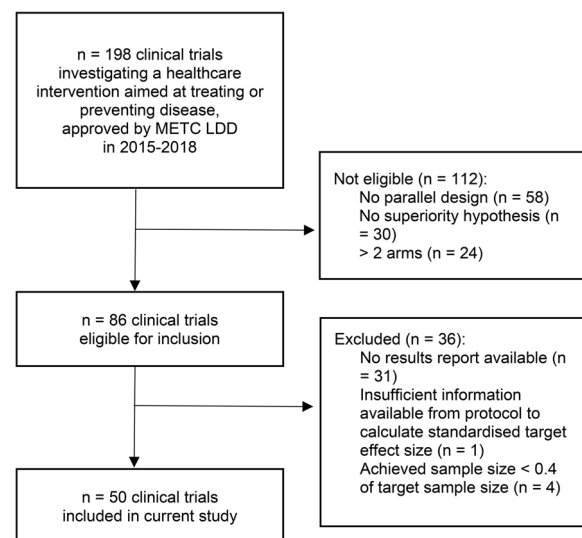 n = 198 clinical trials
investigating a healthcare
intervention aimed at treating or
preventing disease,
approved by METC LDD
in 2015-2018
Not eligible (n = 112):
No parallel design (n = 58)
No superiority hypothesis (n
= 30)
> 2 arms (n = 24)
n = 86 clinical trials
eligible for inclusion
Excluded (n = 36):
No results report available (n
= 31)
Insufficient information
available from protocol to
calculate standardised target
effect size (n = 1)
Achieved sample size < 0.4
of target sample size (n = 4)
n = 50 clinical trials
included in current study